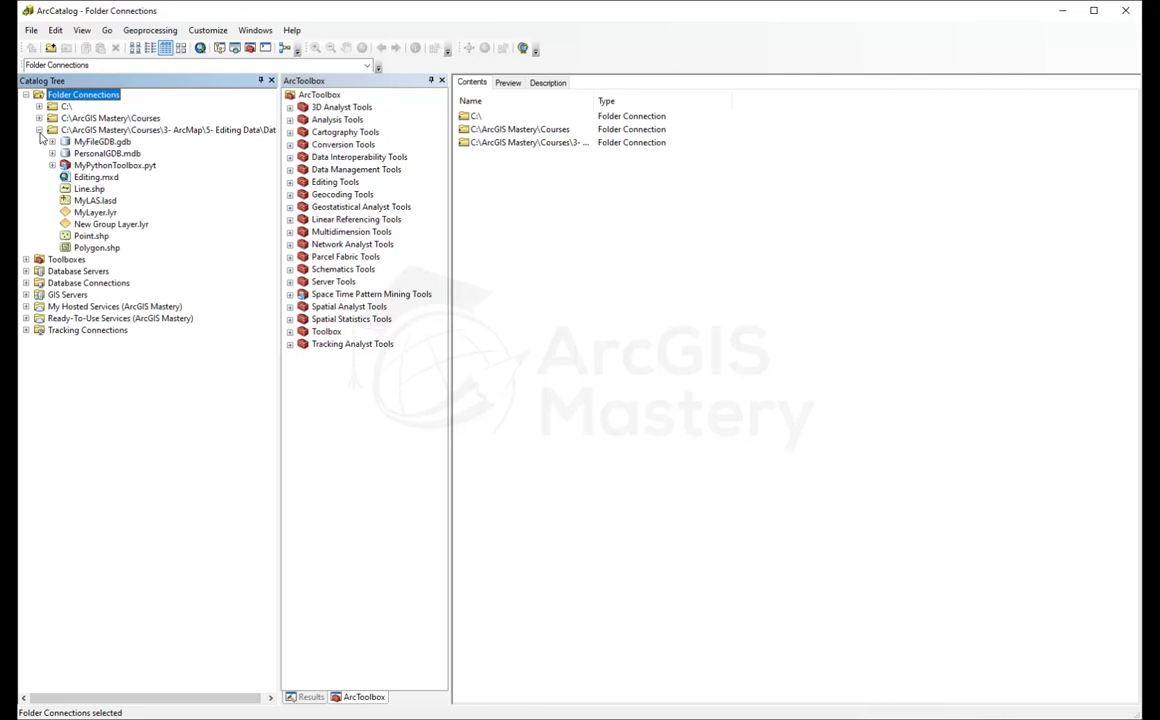 ArcCatalog - Folder Connections
File Edit View Go Geoprocessing Customize Windows Help
Folder Connections
Catalog Tree
Folder Connections
C:\
C:\ArcGIS Mastery\Courses
C:\ArcGIS Mastery\Courses\3- ArcMap\5- Editing Data\Dat
MyFileGDB.gdb
PersonalGDB.mdb
MyPythonToolbox.pyt
Editing.mxd
Line.shp
MyLAS.lasd
MyLayer.lyr
New Group Layer.lyr
Point.shp
Polygon.shp
Toolboxes
Database Servers
Database Connections
GIS Servers
My Hosted Services (ArcGIS Mastery)
Ready-To-Use Services (ArcGIS Mastery)
Tracking Connections
ArcToolbox
ArcToolbox
3D Analyst Tools
Analysis Tools
Cartography Tools
Conversion Tools
Data Interoperability Tools
Data Management Tools
Editing Tools
Geocoding Tools
Geostatistical Analyst Tools
Linear Referencing Tools
Multidimension Tools
Network Analyst Tools
Parcel Fabric Tools
Schematics Tools
Server Tools
Space Time Pattern Mining Tools
Spatial Analyst Tools
Spatial Statistics Tools
Toolbox
Tracking Analyst Tools
Results ArcToolbox
Contents Preview Description
Name Type
C:\ Folder Connection
C:\ArcGIS Mastery\Courses Folder Connection
C:\ArcGIS Mastery\Courses\3- ... Folder Connection
ArcGIS
Mastery
Folder Connections selected